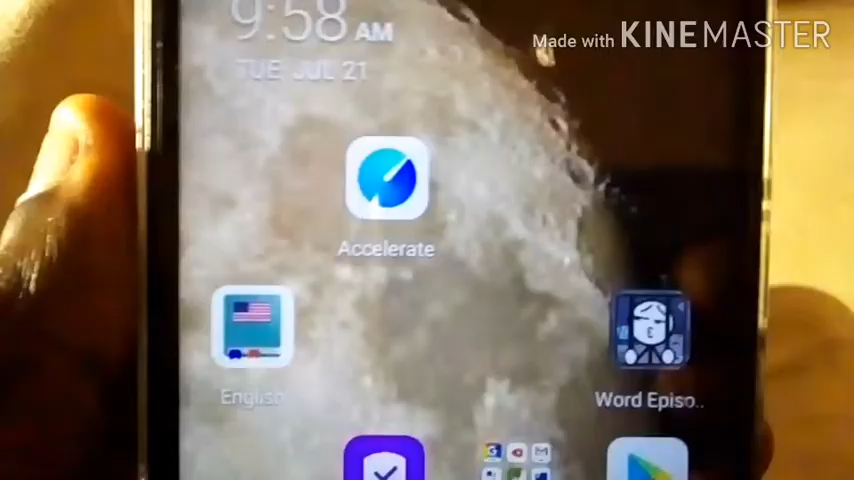 9:58 AM
Made with KINEMASTER
TUE, JUL 21
Accelerate
English
Word Episo..